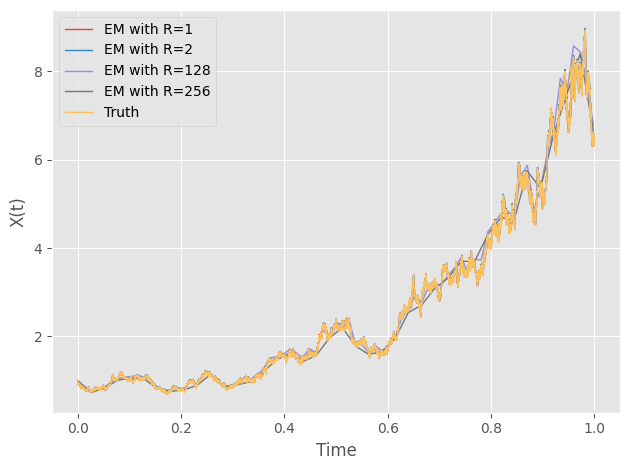 EM with R=1
EM with R=2
EM with R=128
EM with R=256
Truth
8
6
4
2
X(t)
0.0 0.2 0.4 0.6 0.8 1.0
Time